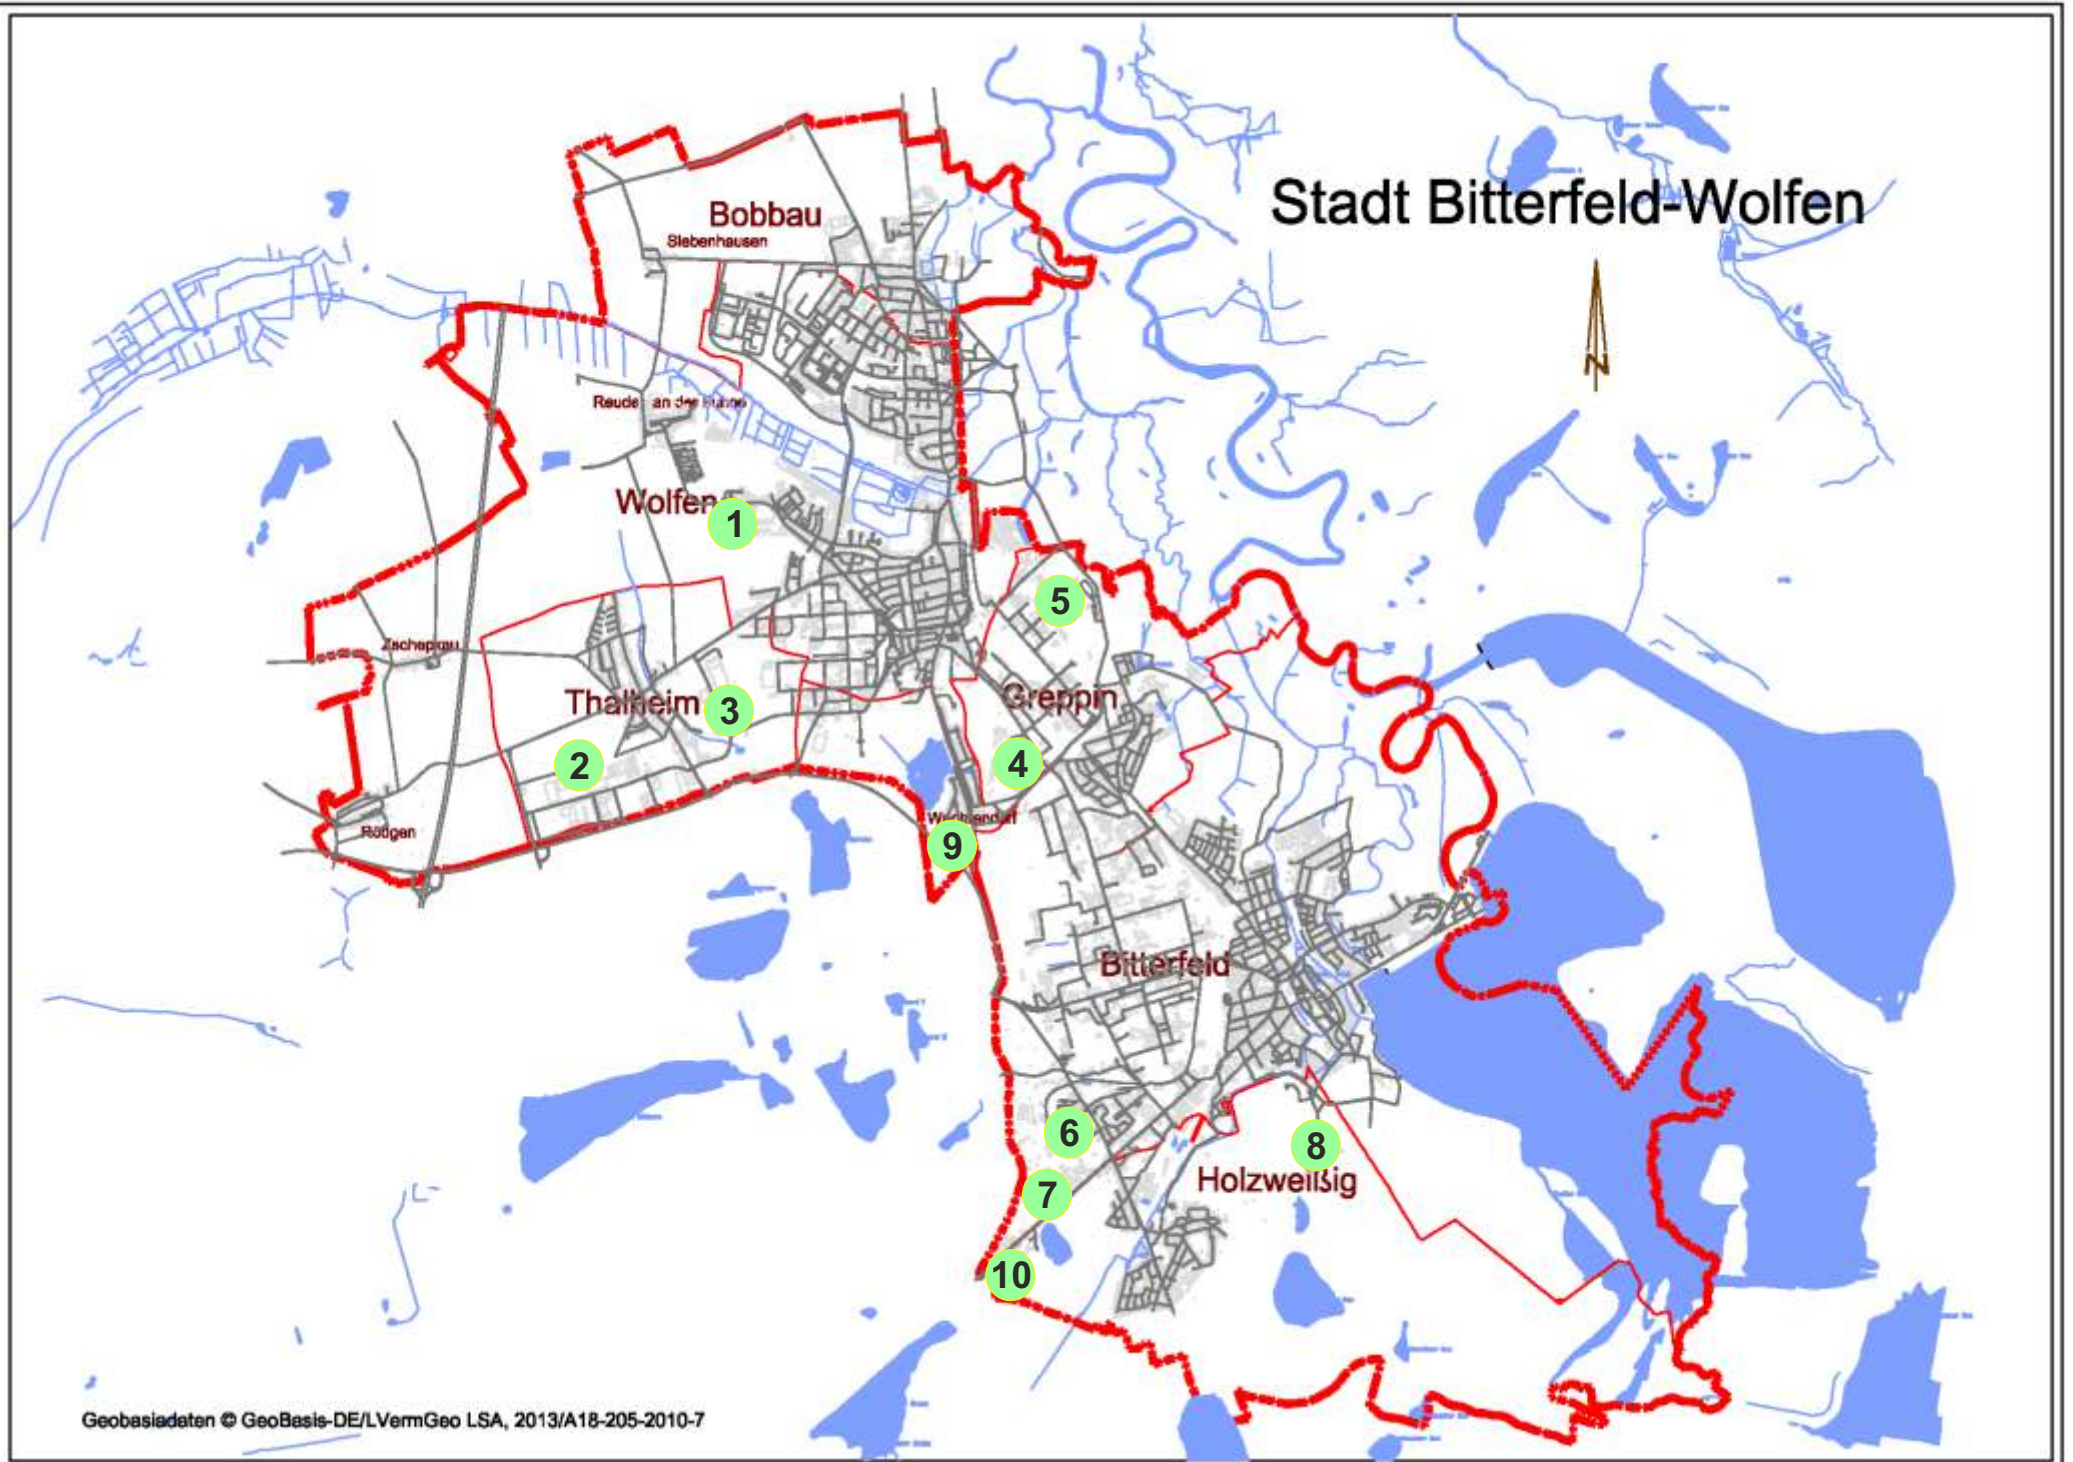 Stadt Bitterfeld-Wolfen
N
Bobbau
Siebenhausen
Wolfen
1
5
Zschepkau
Thalheim
3
Greppin
2
4
Rödgen
9
Bitterfeld
6
8
Holzweißig
7
10
Geobasisdaten © GeoBasis-DE/LVermGeo LSA, 2013/A18-205-2010-7